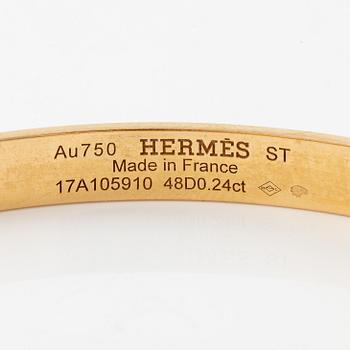 Au750 HERMÈS ST
Made in France
17A105910 48D0.24ct